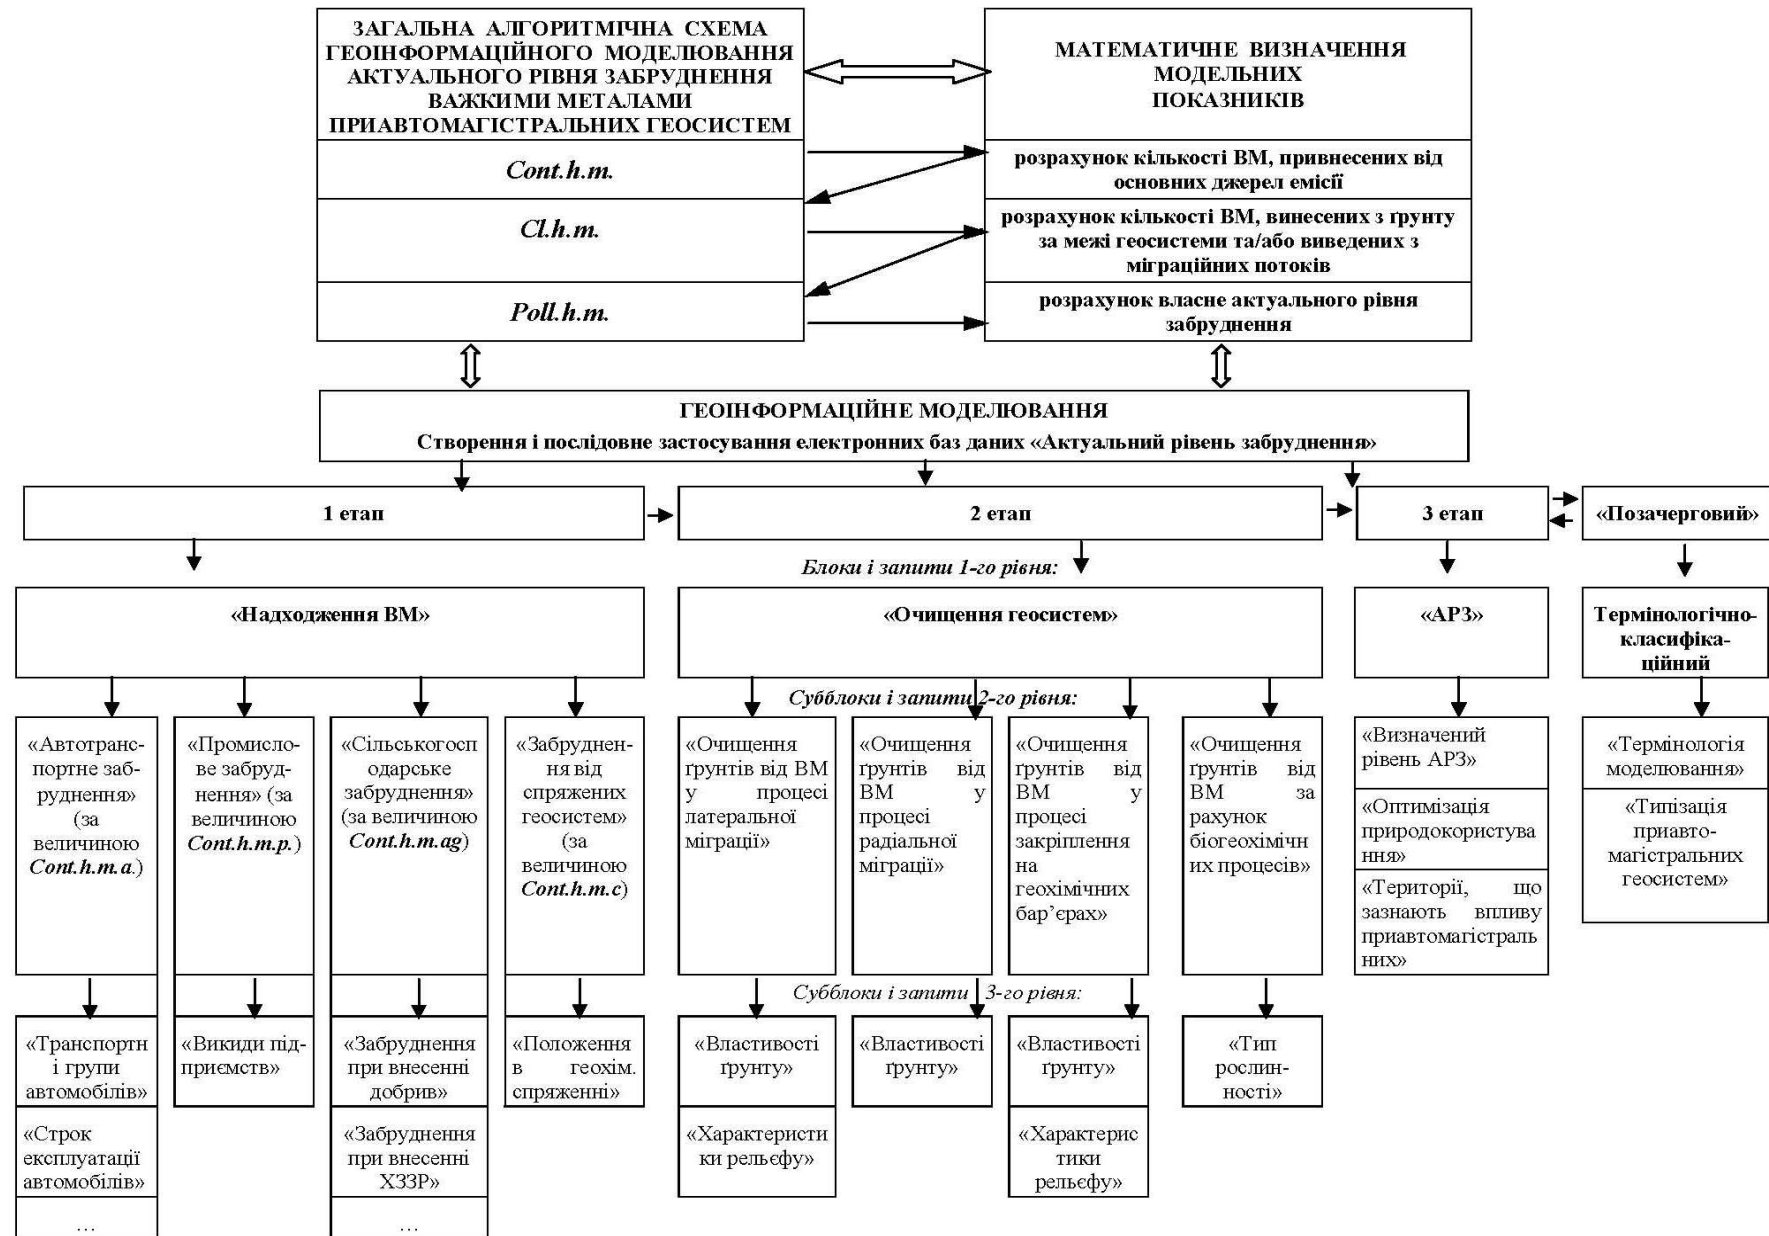 ЗАГАЛЬНА АЛГОРИТМІЧНА СХЕМА
ГЕОІНФОРМАЦІЙНОГО МОДЕЛЮВАННЯ
АКТУАЛЬНОГО РІВНЯ ЗАБРУДНЕННЯ
ВАЖКИМИ МЕТАЛАМИ
ПРИАВТОМАГІСТРАЛЬНИХ ГЕОСИСТЕМ
МАТЕМАТИЧНЕ ВИЗНАЧЕННЯ
МОДЕЛЬНИХ
ПОКАЗНИКІВ
Cont.h.m.
розрахунок кількості ВМ, привнесених від
основних джерел емісії
Cl.h.m.
розрахунок кількості ВМ, винесених з ґрунту
за межі геосистеми та/або виведених з
міграційних потоків
Poll.h.m.
розрахунок власне актуального рівня
забруднення
ГЕОІНФОРМАЦІЙНЕ МОДЕЛЮВАННЯ
Створення і послідовне застосування електронних баз даних «Актуальний рівень забруднення»
1 етап
2 етап
3 етап
«Позачерговий»
Блоки і запити 1-го рівня:
«Надходження ВМ»
«Очищення геосистем»
«АРЗ»
Термінологічно-
класифіка-
ційний
Субблоки і запити 2-го рівня:
«Автотранс-
портне заб-
руднення»
(за
величиною
Cont.h.m.a.)
«Промисло-
ве забруд-
нення» (за
величиною
Cont.h.m.p.)
«Сільськогосп
одарське
забруднення»
(за величиною
Cont.h.m.ag)
«Забруднен-
ня від
спряжених
геосистем»
(за
величиною
Cont.h.m.c)
«Очищення
ґрунтів від ВМ
у процесі
латеральної
міграції»
«Очищення
ґрунтів від
ВМ у
процесі
радіальної
міграції»
«Очищення
ґрунтів від
ВМ у
процесі
закріплення
на
геохімічних
бар’єрах»
«Очищення
ґрунтів від
ВМ за
рахунок
біогеохімічн
их процесів»
«Визначений
рівень АРЗ»
«Оптимізація
природокористува
ння»
«Території, що
зазнають впливу
приавтомагістраль
них»
«Термінологія
моделювання»
«Типізація
приавто-
магістральних
геосистем»
Субблоки і запити 3-го рівня:
«Транспортн
і групи
автомобілів»
«Строк
експлуатації
автомобілів»
…
«Викиди під-
приємств»
«Забруднення
при внесенні
добрив»
«Забруднення
при внесенні
ХЗЗР»
…
«Положення
в геохім.
спряженні»
«Властивості
ґрунту»
«Характеристи
ки рельєфу»
«Властивості
ґрунту»
«Властивості
ґрунту»
«Характерис
тики
рельєфу»
«Тип
рослин-
ності»